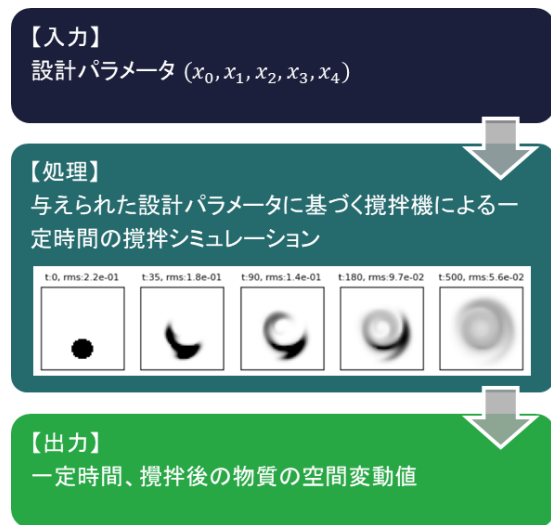 【入力】
設計パラメータ (x₀, x₁, x₂, x₃, x₄)
【処理】
与えられた設計パラメータに基づく攪拌機による一
定時間の攪拌シミュレーション
t:0, rms:2.2e-01 t:35, rms:1.8e-01 t:90, rms:1.4e-01 t:180, rms:9.7e-02 t:500, rms:5.6e-02
【出力】
一定時間、攪拌後の物質の空間変動値